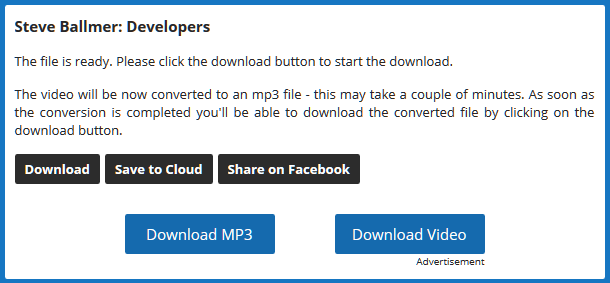 Steve Ballmer: Developers
The file is ready. Please click the download button to start the download.
The video will be now converted to an mp3 file - this may take a couple of minutes. As soon as
the conversion is completed you'll be able to download the converted file by clicking on the
download button.
Download Save to Cloud Share on Facebook
Download MP3 Download Video
Advertisement